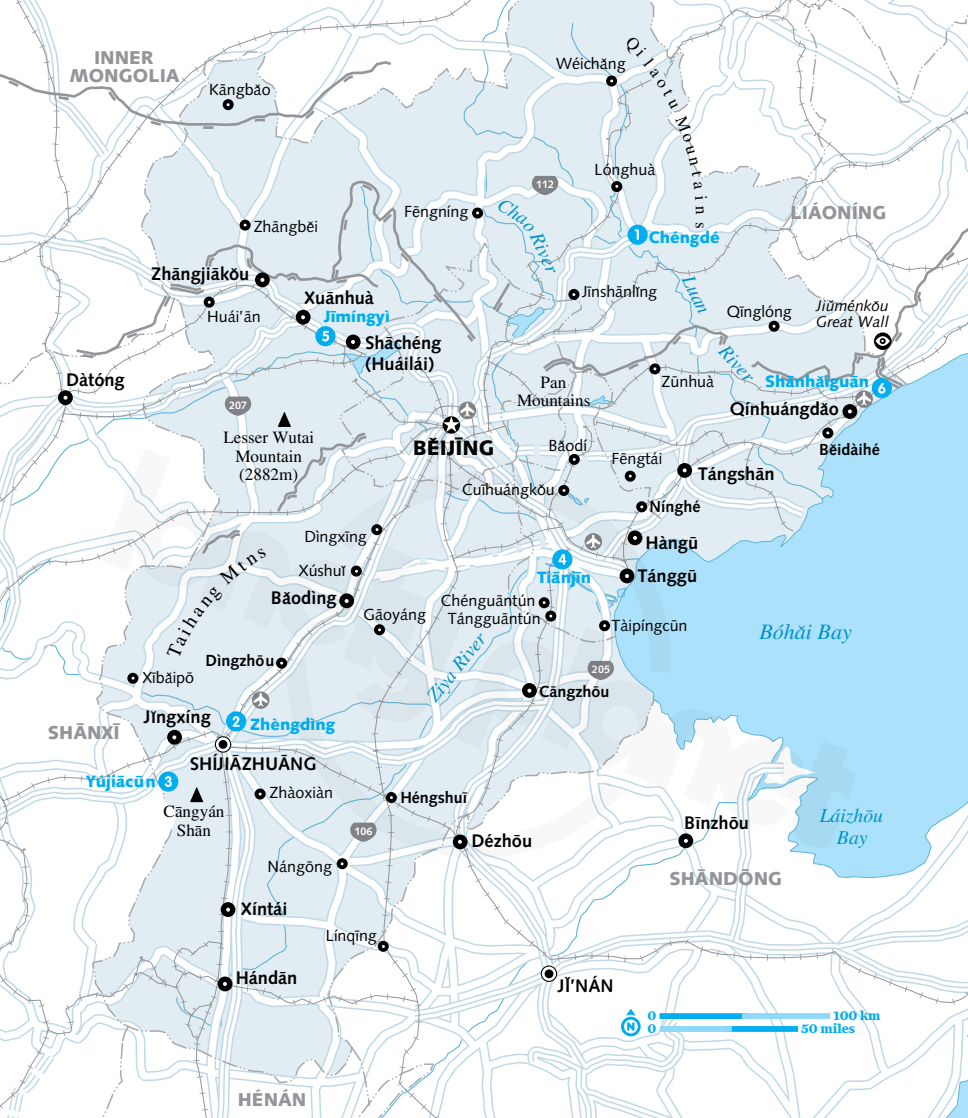 INNER
MONGOLIA
Kāngbǎo
Wéichǎng
Qilaotu Mountains
Lónghuà
112
Fēngníng
Chao River
LIÁONÍNG
Zhāngběi
1 Chéngdé
Zhāngjiākǒu
Jīnshānlǐng
Luan River
Xuānhuà
Huái'ān
Jīmíngyì
5
Qīnglóng
Jiǔménkǒu
Great Wall
Shāchéng
(Huáilái)
Dàtóng
Pan
Mountains
Zūnhuà
Shānhǎiguān 6
207
Qínhuángdǎo
Lesser Wutai
Mountain
(2882m)
BĚIJĪNG
Běidàihé
Bǎodí
Fēngtái
Tángshān
Cuīhuángkǒu
Nínghé
Dìngxīng
Hàngū
Taihang Mtns
Xúshuǐ
4
Tiānjīn
Tánggū
Bǎodìng
Chénguāntún
Tángguāntún
Gāoyáng
Tàipíngcūn
Bóhǎi Bay
Dìngzhōu
Ziya River
205
Xībǎipō
Cāngzhōu
SHĀNXĪ
Jǐngxíng
2 Zhèngdìng
SHÍJIĀZHUĀNG
Yújiācūn 3
Zhàoxiàn
Héngshuǐ
Cāngyán
Shān
106
Bīnzhōu
Láizhōu
Bay
Dézhōu
Nángōng
SHĀNDŌNG
Xíntái
Línqīng
Hándān
JǏ'NÁN
N
0 100 km
0 50 miles
HÉNÁN
lonely planet